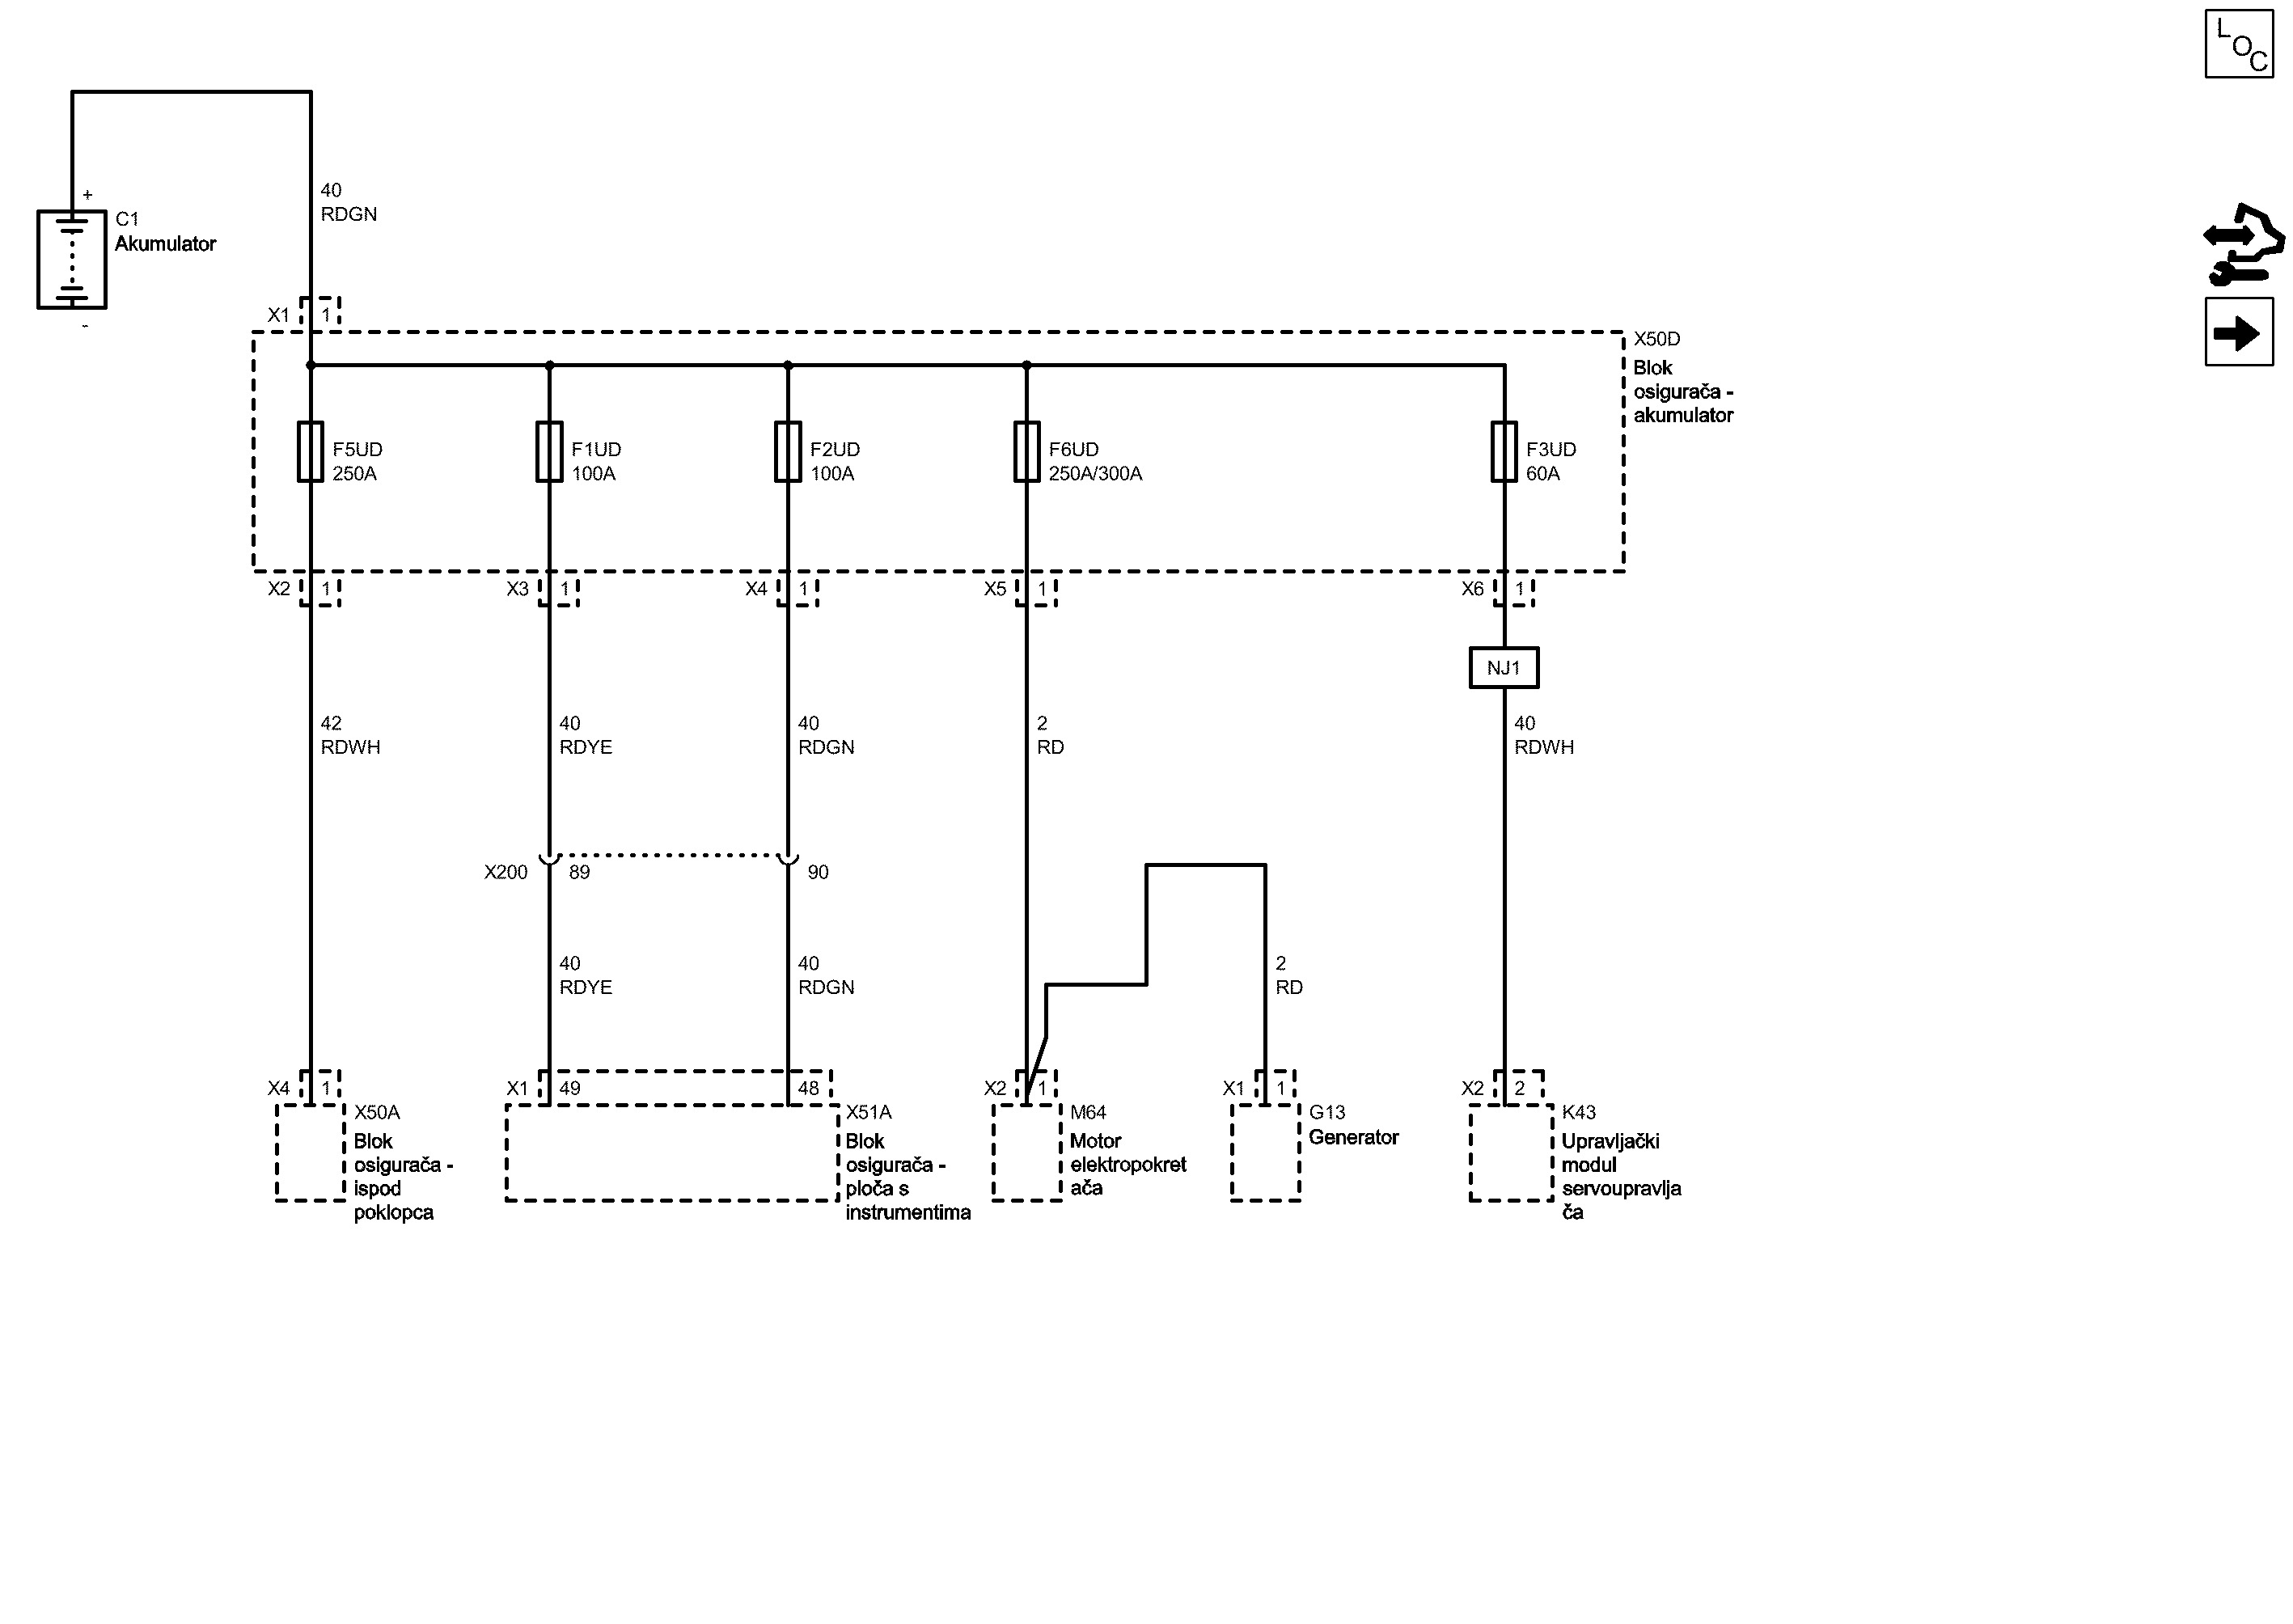 LOC
+
C1
Akumulator
-
40
RDGN
X1 1
X50D
Blok
osigurača -
akumulator
F5UD
250A
F1UD
100A
F2UD
100A
F6UD
250A/300A
F3UD
60A
X2 1
X3 1
X4 1
X5 1
X6 1
NJ1
42
RDWH
40
RDYE
40
RDGN
2
RD
40
RDWH
X200 89 90
40
RDYE
40
RDGN
2
RD
X4 1
X1 49 48
X2 1
X1 1
X2 2
X50A
Blok
osigurača -
ispod
poklopca
X51A
Blok
osigurača -
ploča s
instrumentima
M64
Motor
elektropokret
ača
G13
Generator
K43
Upravljački
modul
servoupravlja
ča